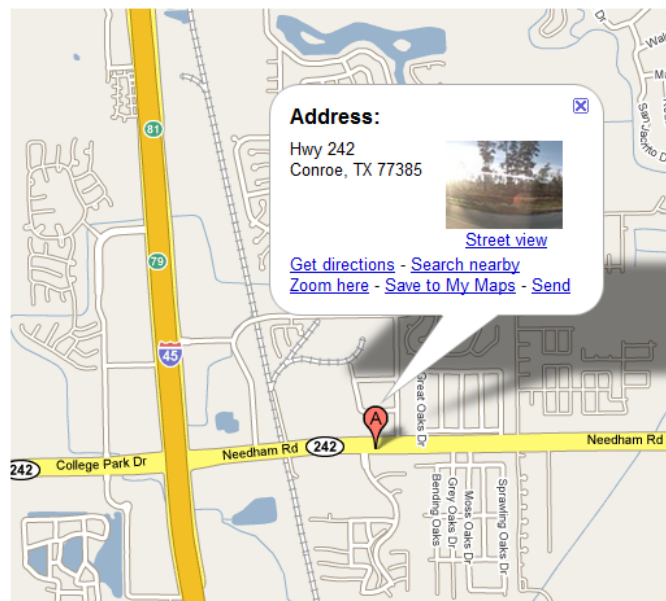 Address:
Hwy 242
Conroe, TX 77385
Street view
Get directions - Search nearby
Zoom here - Save to My Maps - Send
81
79
45
A
242
College Park Dr
Needham Rd
242
Needham Rd
Great Oaks Dr
Bending Oaks
Grey Oaks Dr
Moss Oaks Dr
Sprawling Oaks
San Jacinto Dr
Dr